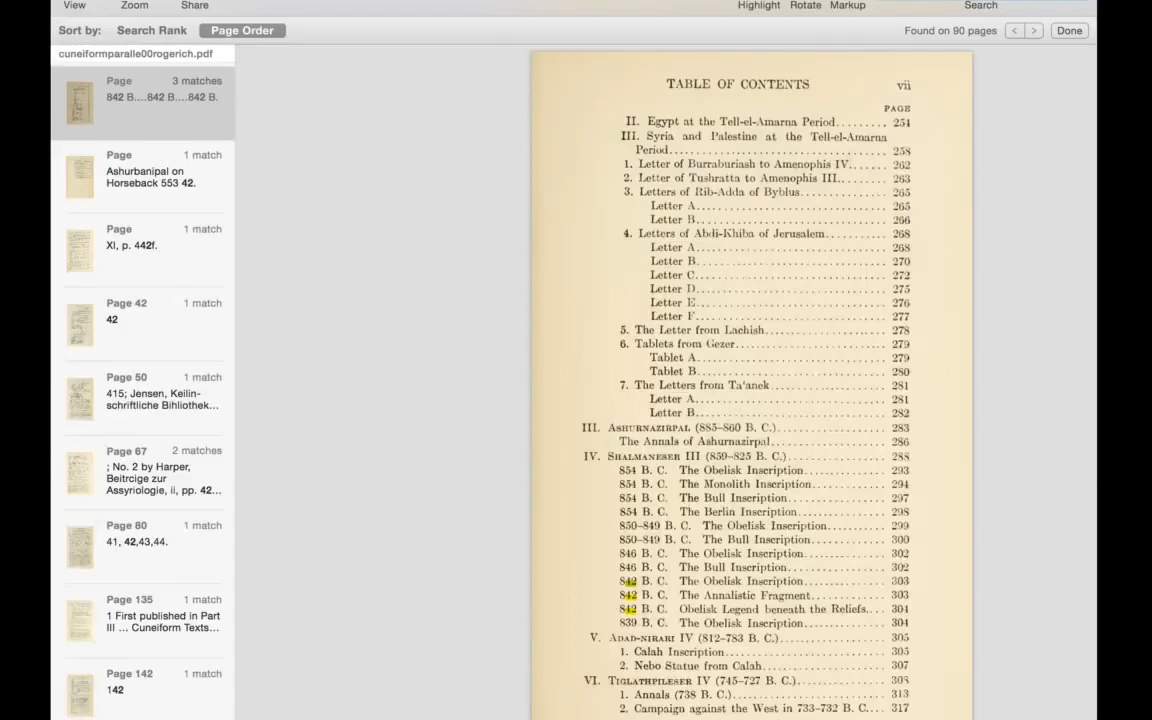 View Zoom Share Highlight Rotate Markup Search
Sort by: Search Rank Page Order Found on 90 pages < > Done
cuneiformparalle00rogerich.pdf
Page 3 matches
842 B....842 B....842 B.
Page 1 match
Ashurbanipal on
Horseback 553 42.
Page 1 match
XI, p. 442f.
Page 42 1 match
42
Page 50 1 match
415; Jensen, Keilin-
schriftliche Bibliothek...
Page 67 2 matches
; No. 2 by Harper,
Beitrcige zur
Assyriologie, ii, pp. 42...
Page 80 1 match
41, 42,43,44.
Page 135 1 match
1 First published in Part
III ... Cuneiform Texts...
Page 142 1 match
142
TABLE OF CONTENTS vii
PAGE
II. Egypt at the Tell-el-Amarna Period......... 254
III. Syria and Palestine at the Tell-el-Amarna
Period.................................... 258
1. Letter of Burraburiash to Amenophis IV....... 262
2. Letter of Tushratta to Amenophis III......... 263
3. Letters of Rib-Adda of Byblus................. 265
Letter A.................................. 265
Letter B.................................. 266
4. Letters of Abdi-Khiba of Jerusalem............ 268
Letter A.................................. 268
Letter B.................................. 270
Letter C.................................. 272
Letter D.................................. 275
Letter E.................................. 276
Letter F.................................. 277
5. The Letter from Lachish....................... 278
6. Tablets from Gezer............................ 279
Tablet A.................................. 279
Tablet B.................................. 280
7. The Letters from Ta'anek...................... 281
Letter A.................................. 281
Letter B.................................. 282
III. ASHURNAZIRPAL (885–860 B. C.)..................... 283
The Annals of Ashurnazirpal...................... 286
IV. SHALMANESER III (859–825 B. C.)................... 288
854 B. C. The Obelisk Inscription............... 293
854 B. C. The Monolith Inscription.............. 294
854 B. C. The Bull Inscription.................. 297
854 B. C. The Berlin Inscription................ 298
850–849 B. C. The Obelisk Inscription........... 299
850–849 B. C. The Bull Inscription.............. 300
846 B. C. The Obelisk Inscription............... 302
846 B. C. The Bull Inscription.................. 302
842 B. C. The Obelisk Inscription............... 303
842 B. C. The Annalistic Fragment............... 303
842 B. C. Obelisk Legend beneath the Reliefs.... 304
839 B. C. The Obelisk Inscription............... 304
V. ADAD-NIRARI IV (812–783 B. C.).................... 305
1. Calah Inscription............................. 305
2. Nebo Statue from Calah........................ 307
VI. TIGLATHPILESER IV (745–727 B. C.)................. 308
1. Annals (738 B. C.)............................ 313
2. Campaign against the West in 733–732 B. C.... 317